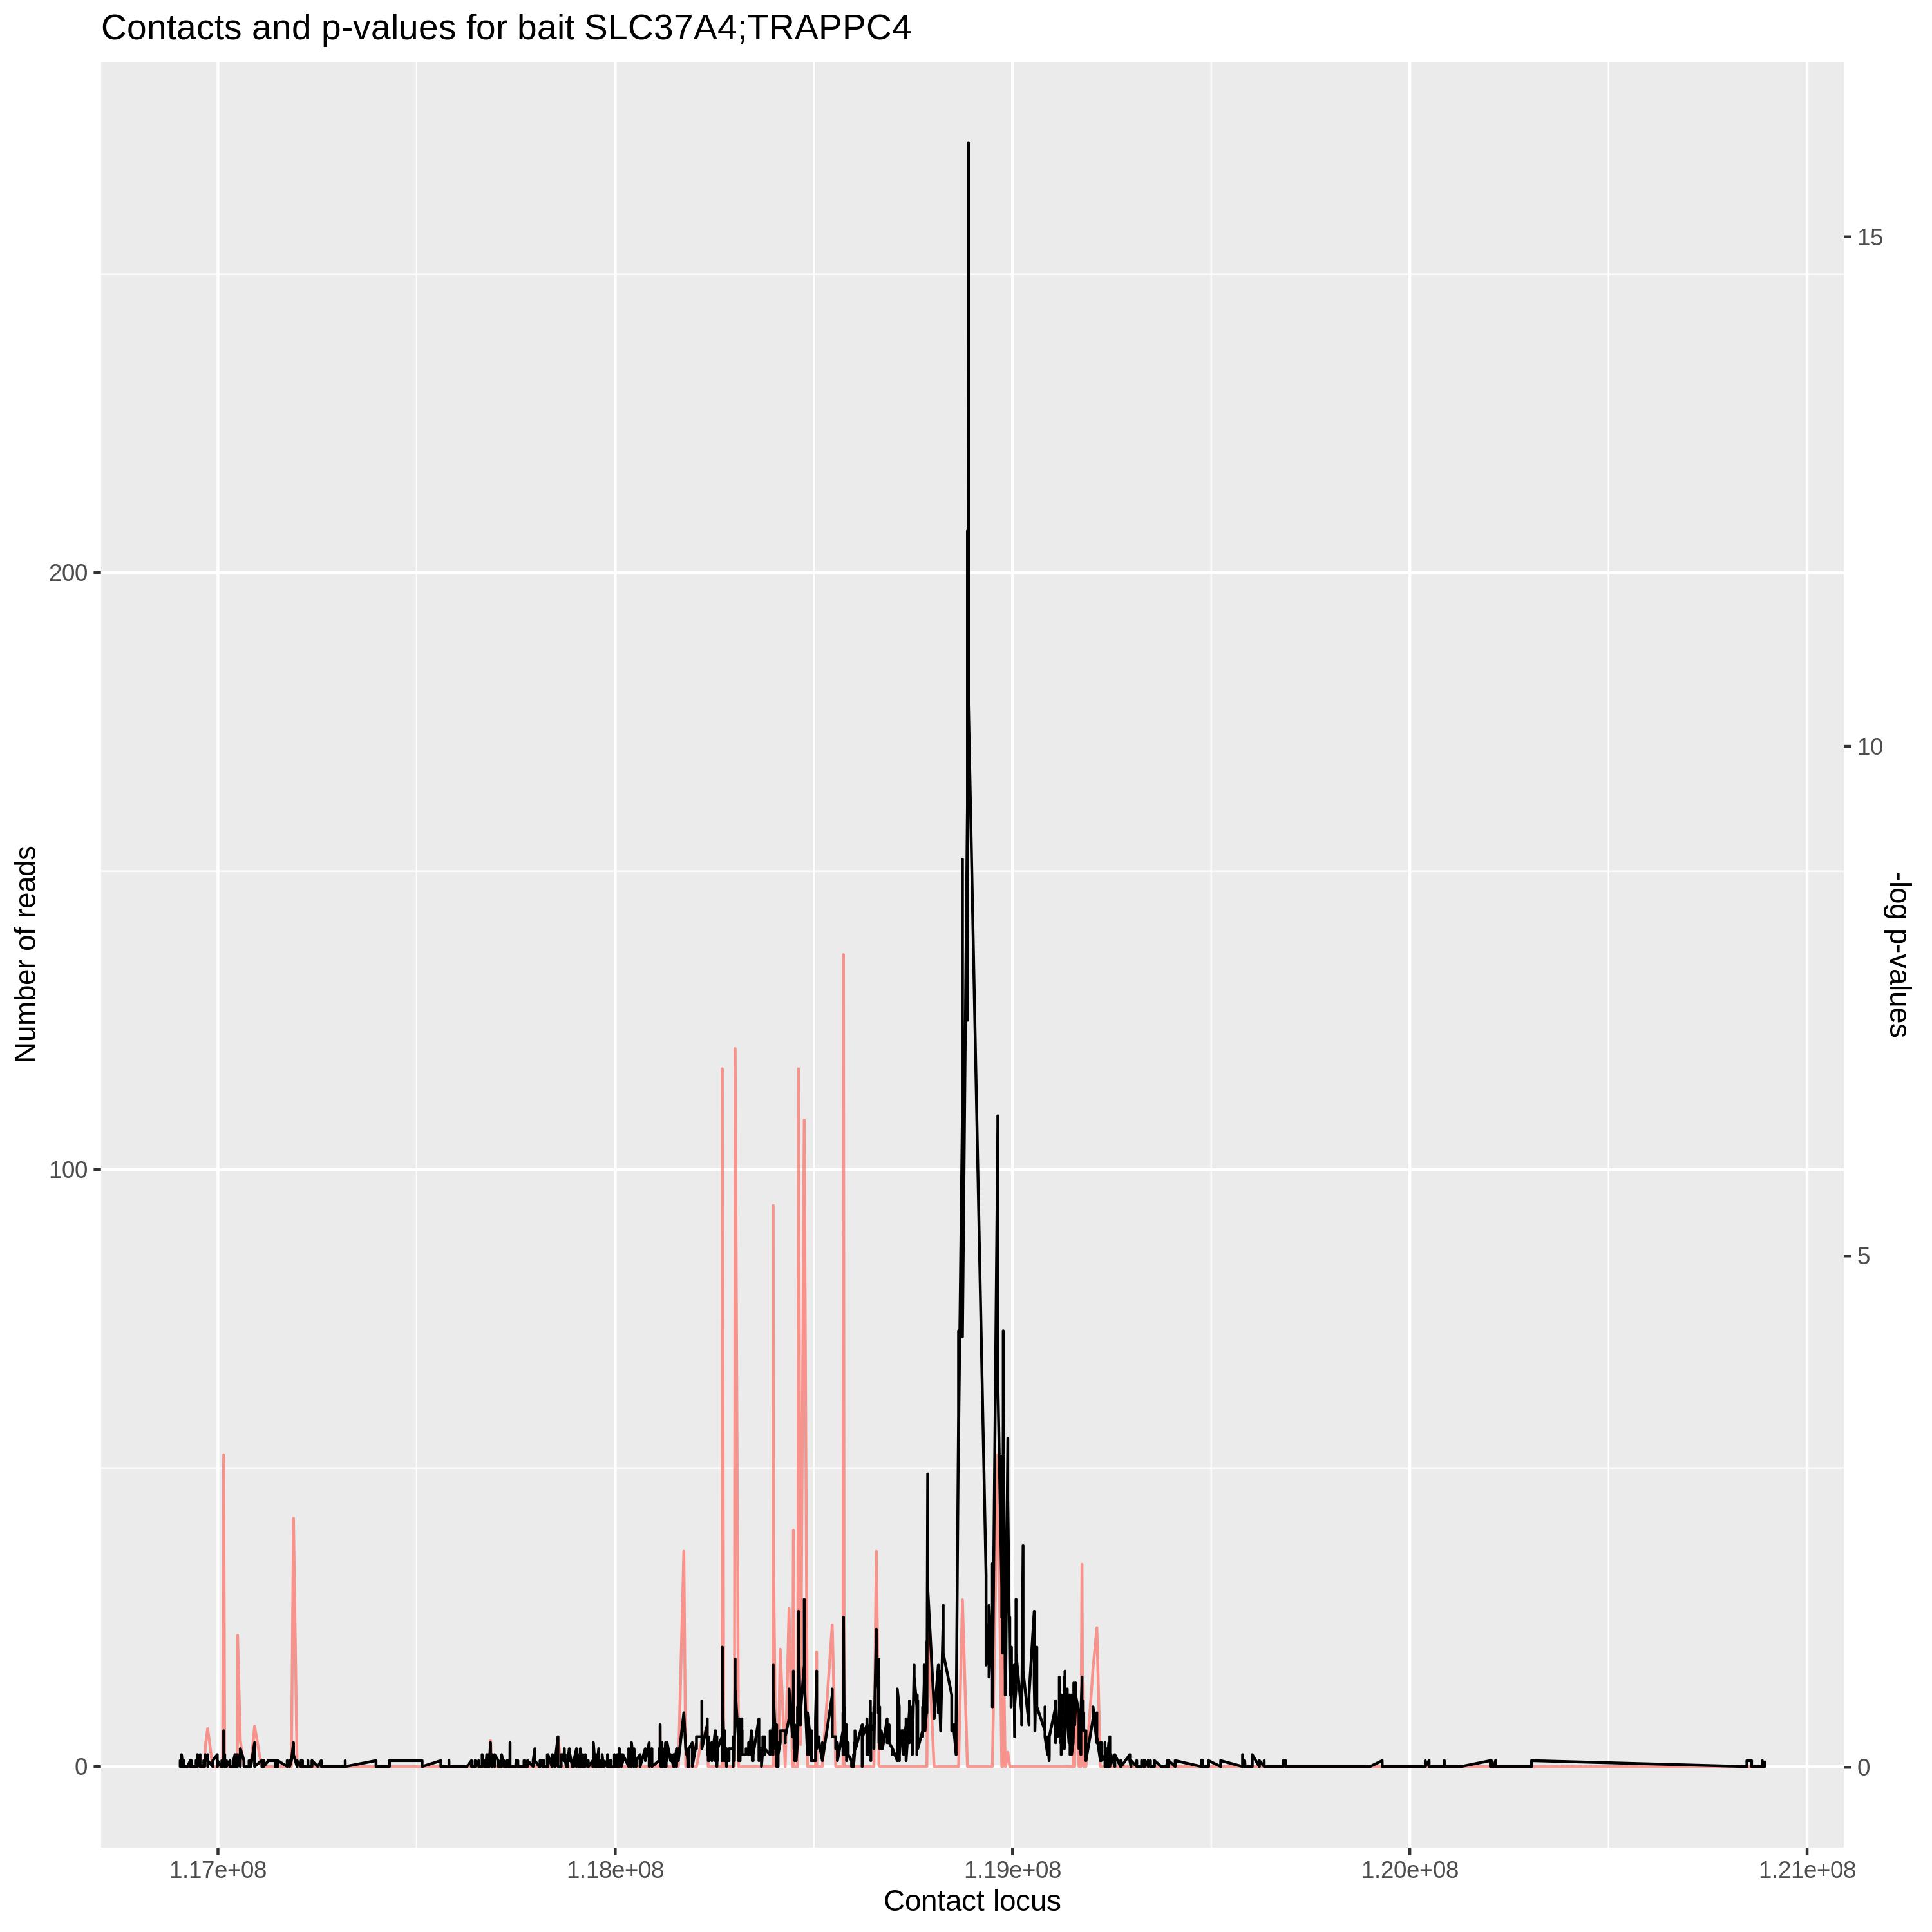 Contacts and p-values for bait SLC37A4;TRAPPC4
Number of reads
200
100
0
15
10
5
0
-log p-values
1.17e+08
1.18e+08
1.19e+08
1.20e+08
1.21e+08
Contact locus